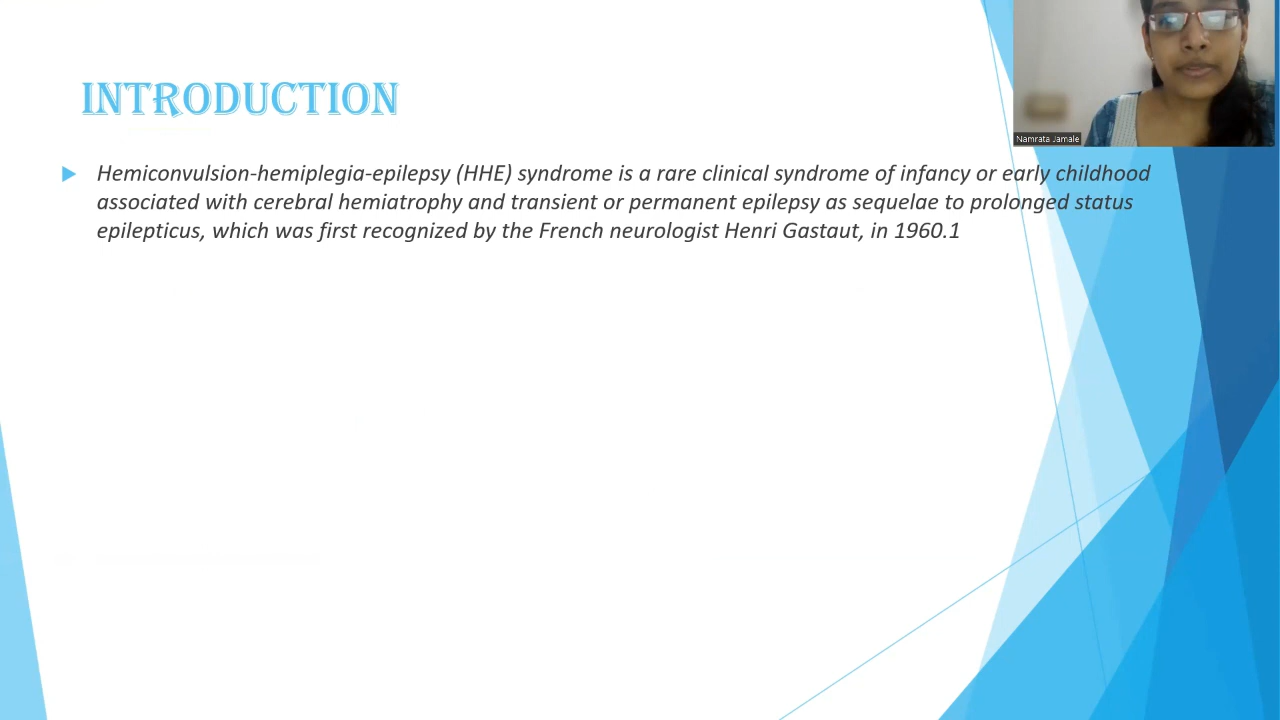 INTRODUCTION
Namrata Jamale
Hemiconvulsion-hemiplegia-epilepsy (HHE) syndrome is a rare clinical syndrome of infancy or early childhood
associated with cerebral hemiatrophy and transient or permanent epilepsy as sequelae to prolonged status
epilepticus, which was first recognized by the French neurologist Henri Gastaut, in 1960.1